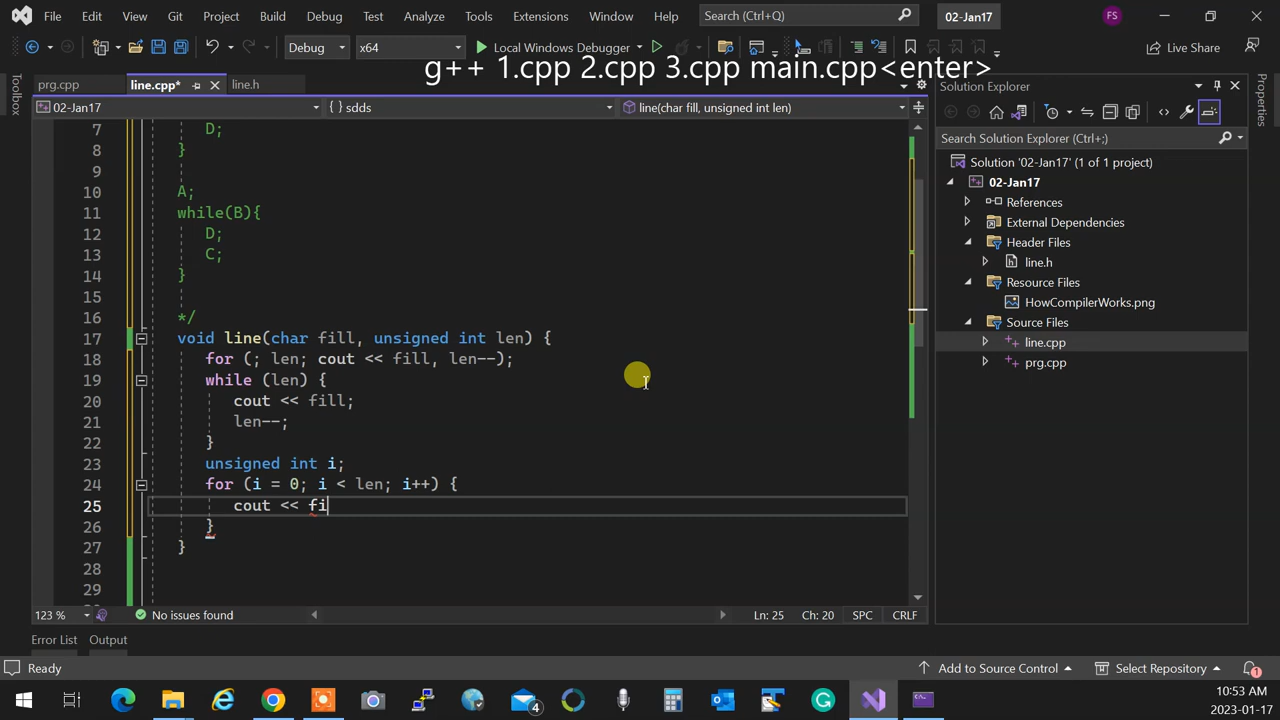 File Edit View Git Project Build Debug Test Analyze Tools Extensions Window Help Search (Ctrl+Q) 02-Jan17 FS
Debug x64 Local Windows Debugger Live Share
g++ 1.cpp 2.cpp 3.cpp main.cpp<enter>
Toolbox
prg.cpp line.cpp* line.h
02-Jan17 {} sdds line(char fill, unsigned int len)
7 D;
8 }
9
10 A;
11 while(B){
12 D;
13 C;
14 }
15
16 */
17 void line(char fill, unsigned int len) {
18 for (; len; cout << fill, len--);
19 while (len) {
20 cout << fill;
21 len--;
22 }
23 unsigned int i;
24 for (i = 0; i < len; i++) {
25 cout << fi
26 }
27 }
28
29
123 % No issues found Ln: 25 Ch: 20 SPC CRLF
Solution Explorer
Search Solution Explorer (Ctrl+;)
Solution '02-Jan17' (1 of 1 project)
02-Jan17
References
External Dependencies
Header Files
line.h
Resource Files
HowCompilerWorks.png
Source Files
line.cpp
prg.cpp
Properties
Error List Output
Ready Add to Source Control Select Repository 1
4
10:53 AM
2023-01-17